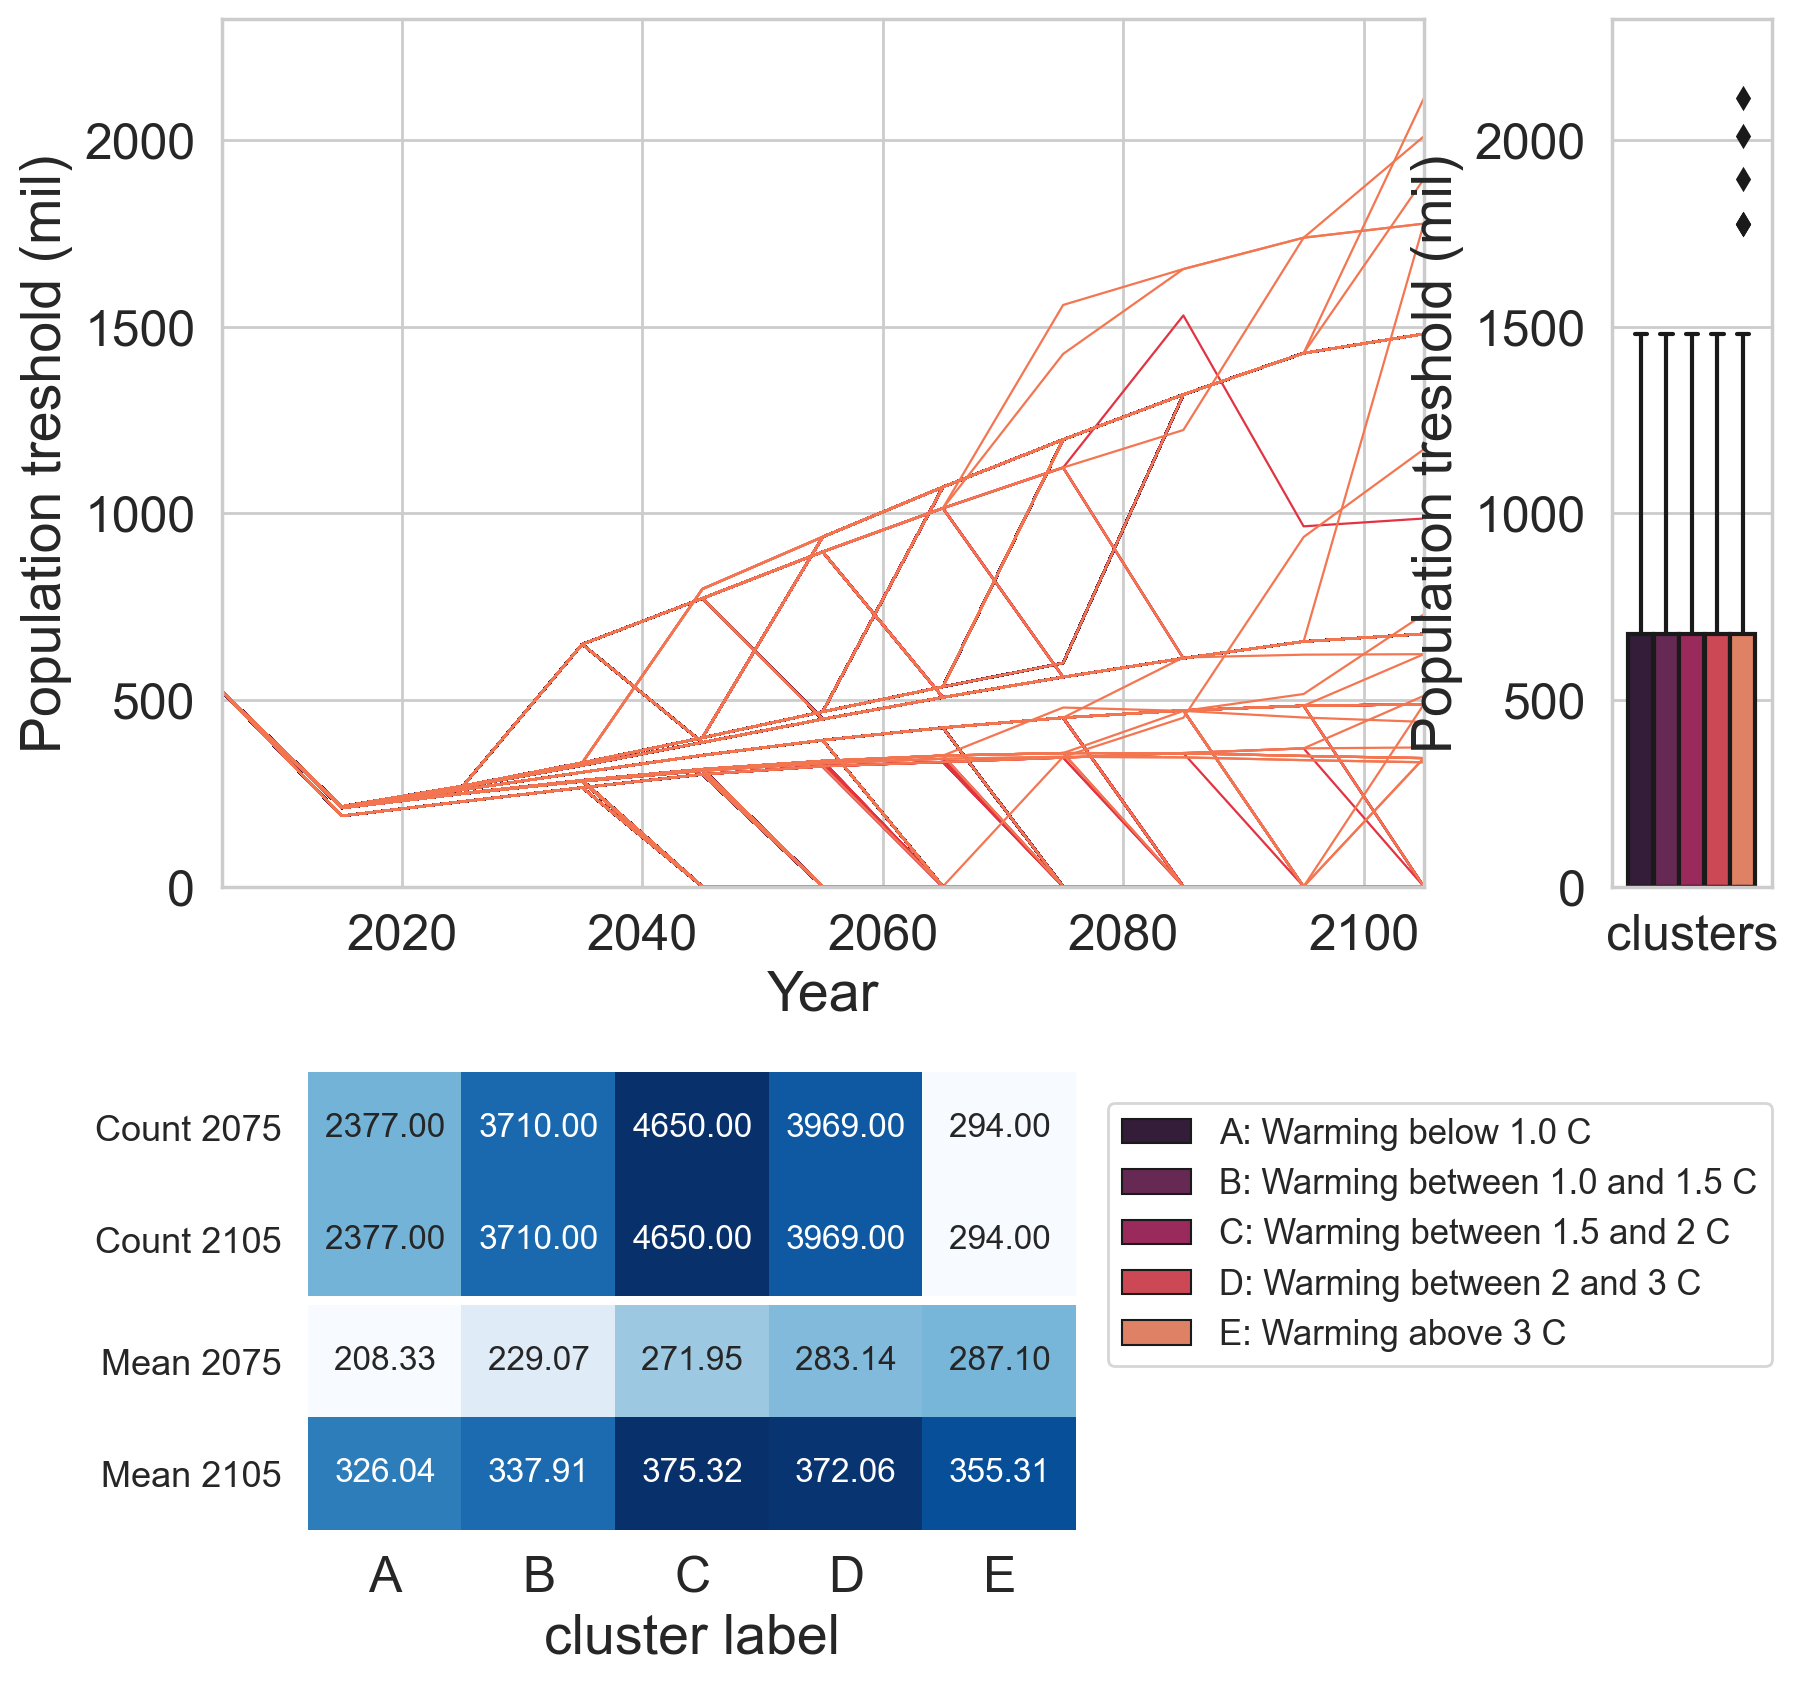 Population treshold (mil)
2000
1500
1000
500
0
2020 2040 2060 2080 2100
Year
Population treshold (mil)
2000
1500
1000
500
0
clusters
Count 2075 2377.00 3710.00 4650.00 3969.00 294.00
Count 2105 2377.00 3710.00 4650.00 3969.00 294.00
Mean 2075 208.33 229.07 271.95 283.14 287.10
Mean 2105 326.04 337.91 375.32 372.06 355.31
A B C D E
cluster label
A: Warming below 1.0 C
B: Warming between 1.0 and 1.5 C
C: Warming between 1.5 and 2 C
D: Warming between 2 and 3 C
E: Warming above 3 C